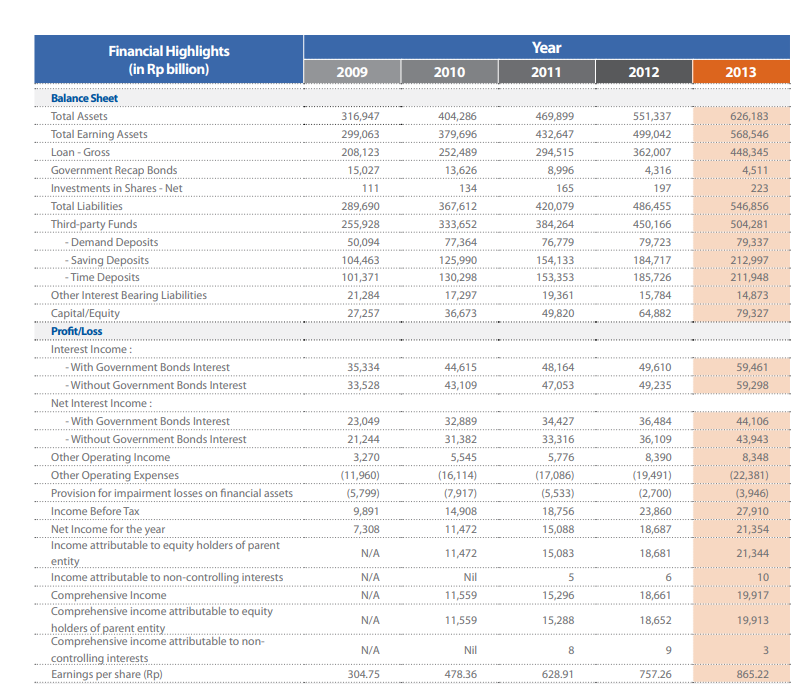 Financial Highlights
(in Rp billion)
Year
2009 2010 2011 2012 2013
Balance Sheet
Total Assets 316,947 404,286 469,899 551,337 626,183
Total Earning Assets 299,063 379,696 432,647 499,042 568,546
Loan - Gross 208,123 252,489 294,515 362,007 448,345
Government Recap Bonds 15,027 13,626 8,996 4,316 4,511
Investments in Shares - Net 111 134 165 197 223
Total Liabilities 289,690 367,612 420,079 486,455 546,856
Third-party Funds 255,928 333,652 384,264 450,166 504,281
- Demand Deposits 50,094 77,364 76,779 79,723 79,337
- Saving Deposits 104,463 125,990 154,133 184,717 212,997
- Time Deposits 101,371 130,298 153,353 185,726 211,948
Other Interest Bearing Liabilities 21,284 17,297 19,361 15,784 14,873
Capital/Equity 27,257 36,673 49,820 64,882 79,327
Profit/Loss
Interest Income :
- With Government Bonds Interest 35,334 44,615 48,164 49,610 59,461
- Without Government Bonds Interest 33,528 43,109 47,053 49,235 59,298
Net Interest Income :
- With Government Bonds Interest 23,049 32,889 34,427 36,484 44,106
- Without Government Bonds Interest 21,244 31,382 33,316 36,109 43,943
Other Operating Income 3,270 5,545 5,776 8,390 8,348
Other Operating Expenses (11,960) (16,114) (17,086) (19,491) (22,381)
Provision for impairment losses on financial assets (5,799) (7,917) (5,533) (2,700) (3,946)
Income Before Tax 9,891 14,908 18,756 23,860 27,910
Net Income for the year 7,308 11,472 15,088 18,687 21,354
Income attributable to equity holders of parent
entity N/A 11,472 15,083 18,681 21,344
Income attributable to non-controlling interests N/A Nil 5 6 10
Comprehensive Income N/A 11,559 15,296 18,661 19,917
Comprehensive income attributable to equity
holders of parent entity N/A 11,559 15,288 18,652 19,913
Comprehensive income attributable to non-
controlling interests N/A Nil 8 9 3
Earnings per share (Rp) 304.75 478.36 628.91 757.26 865.22